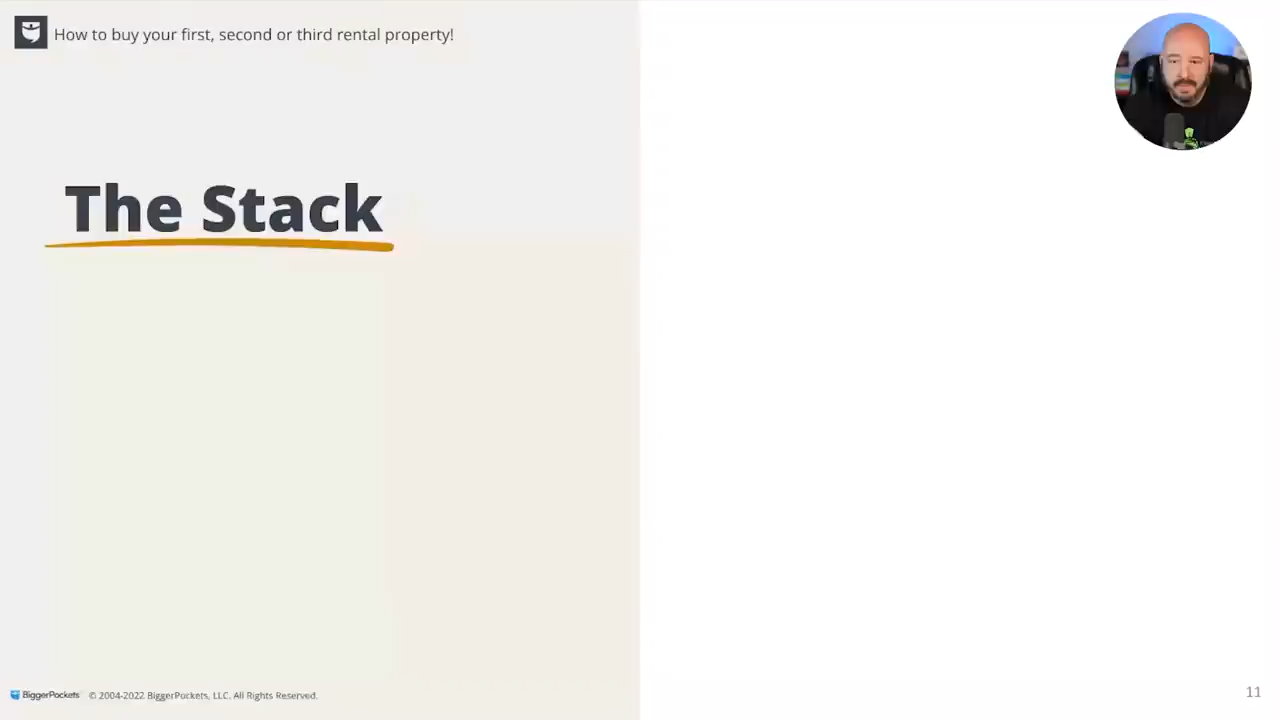 How to buy your first, second or third rental property!
The Stack
BiggerPockets © 2004-2022 BiggerPockets, LLC. All Rights Reserved.
11